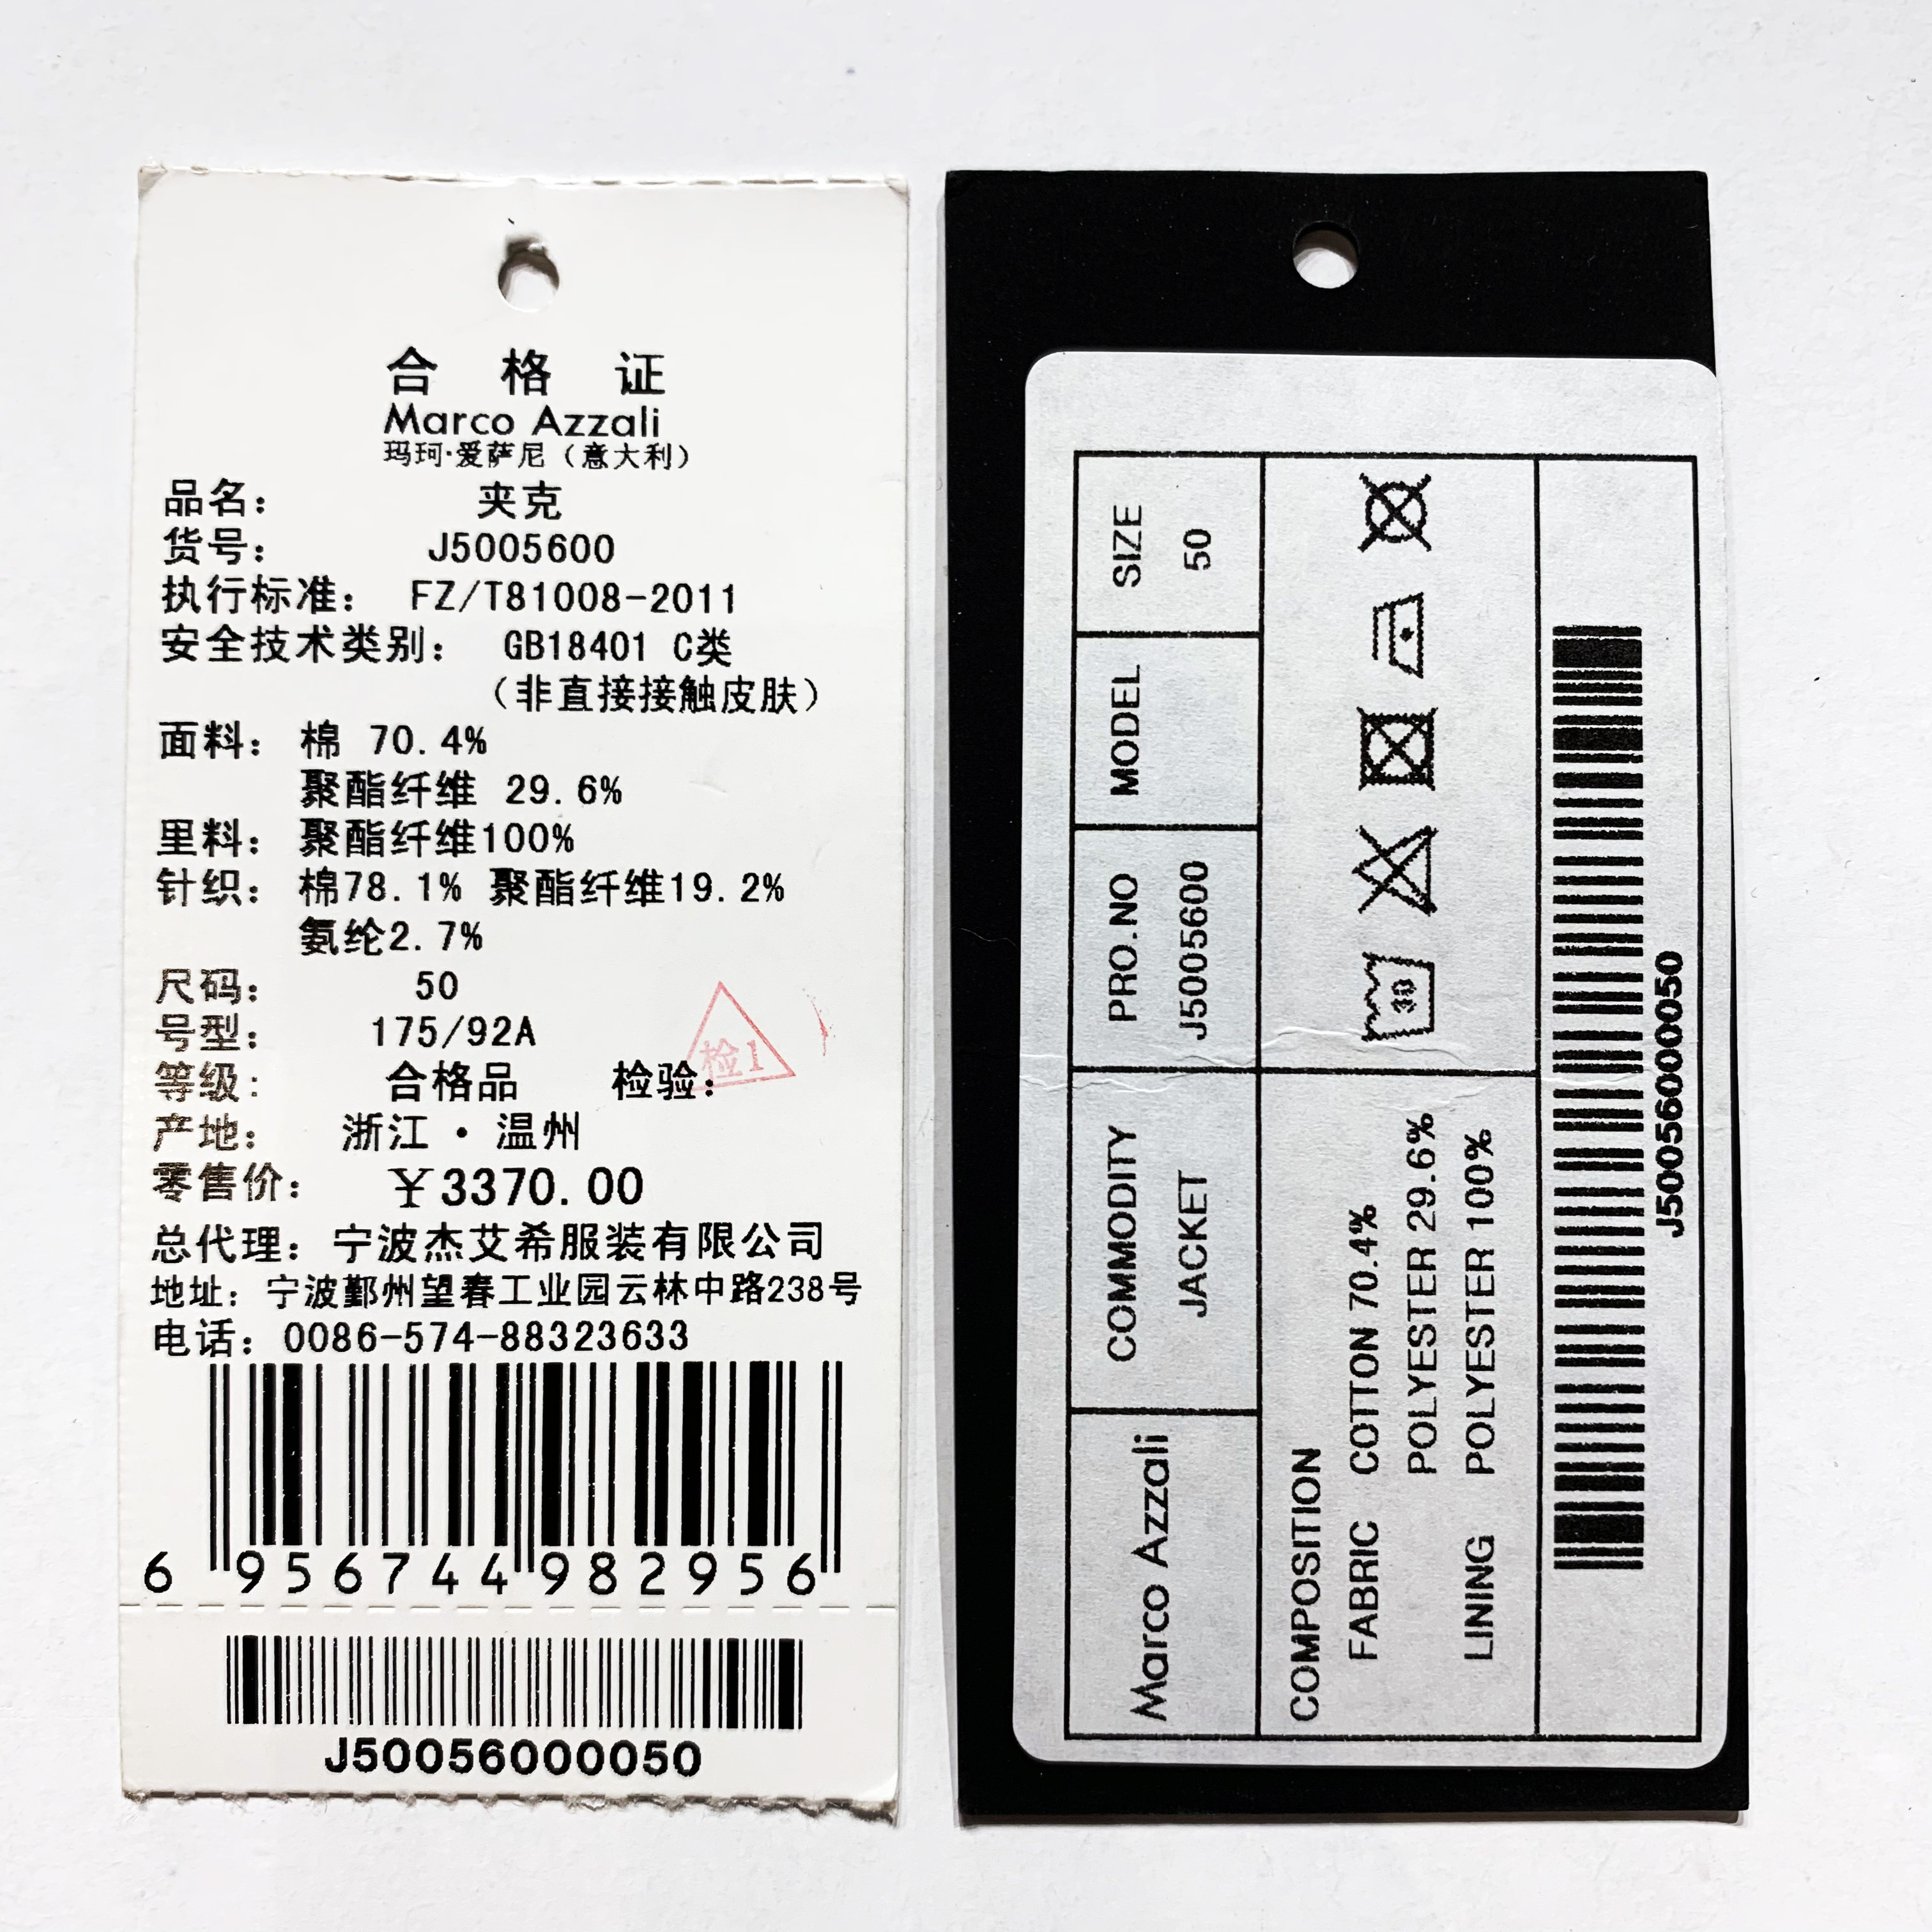 合格证
Marco Azzali
玛珂·爱萨尼（意大利）
品名： 夹克
货号： J5005600
执行标准： FZ/T81008-2011
安全技术类别： GB18401 C类
（非直接接触皮肤）
面料： 棉 70.4%
聚酯纤维 29.6%
里料： 聚酯纤维100%
针织： 棉78.1% 聚酯纤维19.2%
氨纶2.7%
尺码： 50
号型： 175/92A
等级： 合格品 检验：
检1
产地： 浙江·温州
零售价： ￥3370.00
总代理：宁波杰艾希服装有限公司
地址：宁波鄞州望春工业园云林中路238号
电话：0086-574-88323633
6 956744 982956
J50056000050
Marco Azzali
COMMODITY
JACKET
PRO.NO
J5005600
MODEL
SIZE
50
COMPOSITION
FABRIC COTTON 70.4%
POLYESTER 29.6%
LINING POLYESTER 100%
30
J50056000050